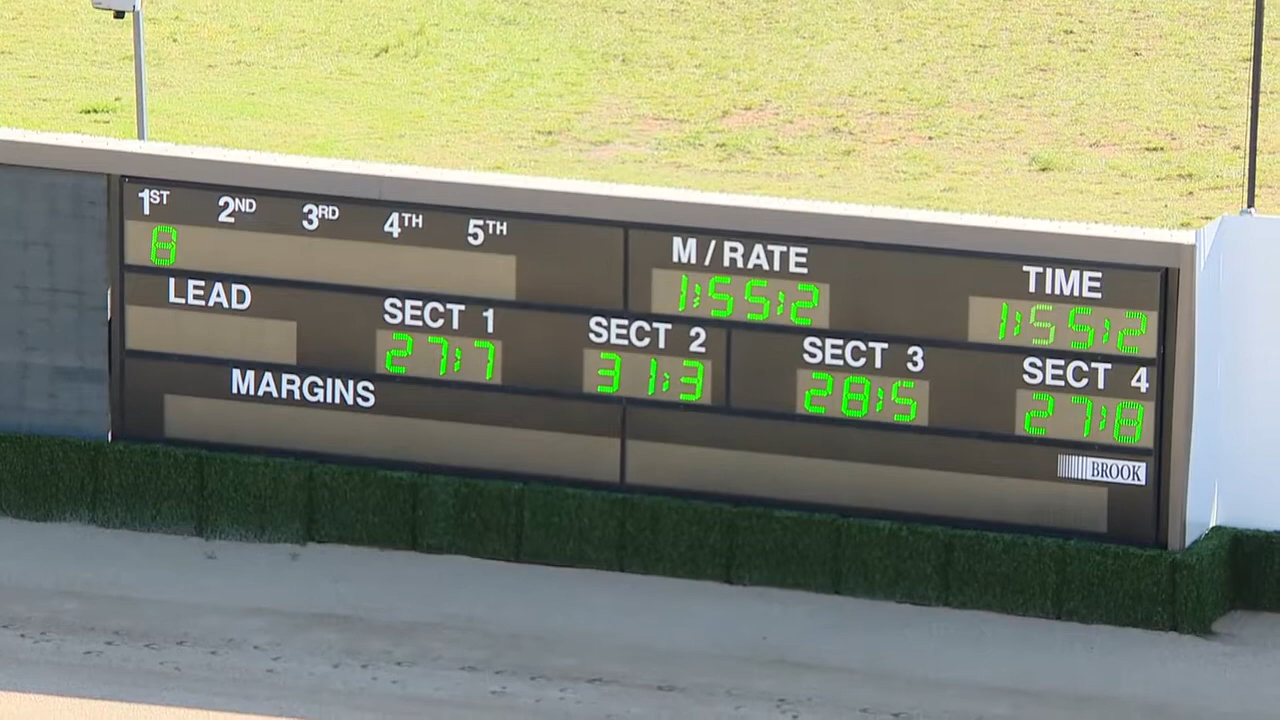 1ST 2ND 3RD 4TH 5TH
8
M / RATE
1:55:2
TIME
1:55:2
LEAD
SECT 1
27:7
SECT 2
31:3
SECT 3
28:5
SECT 4
27:8
MARGINS
BROOK